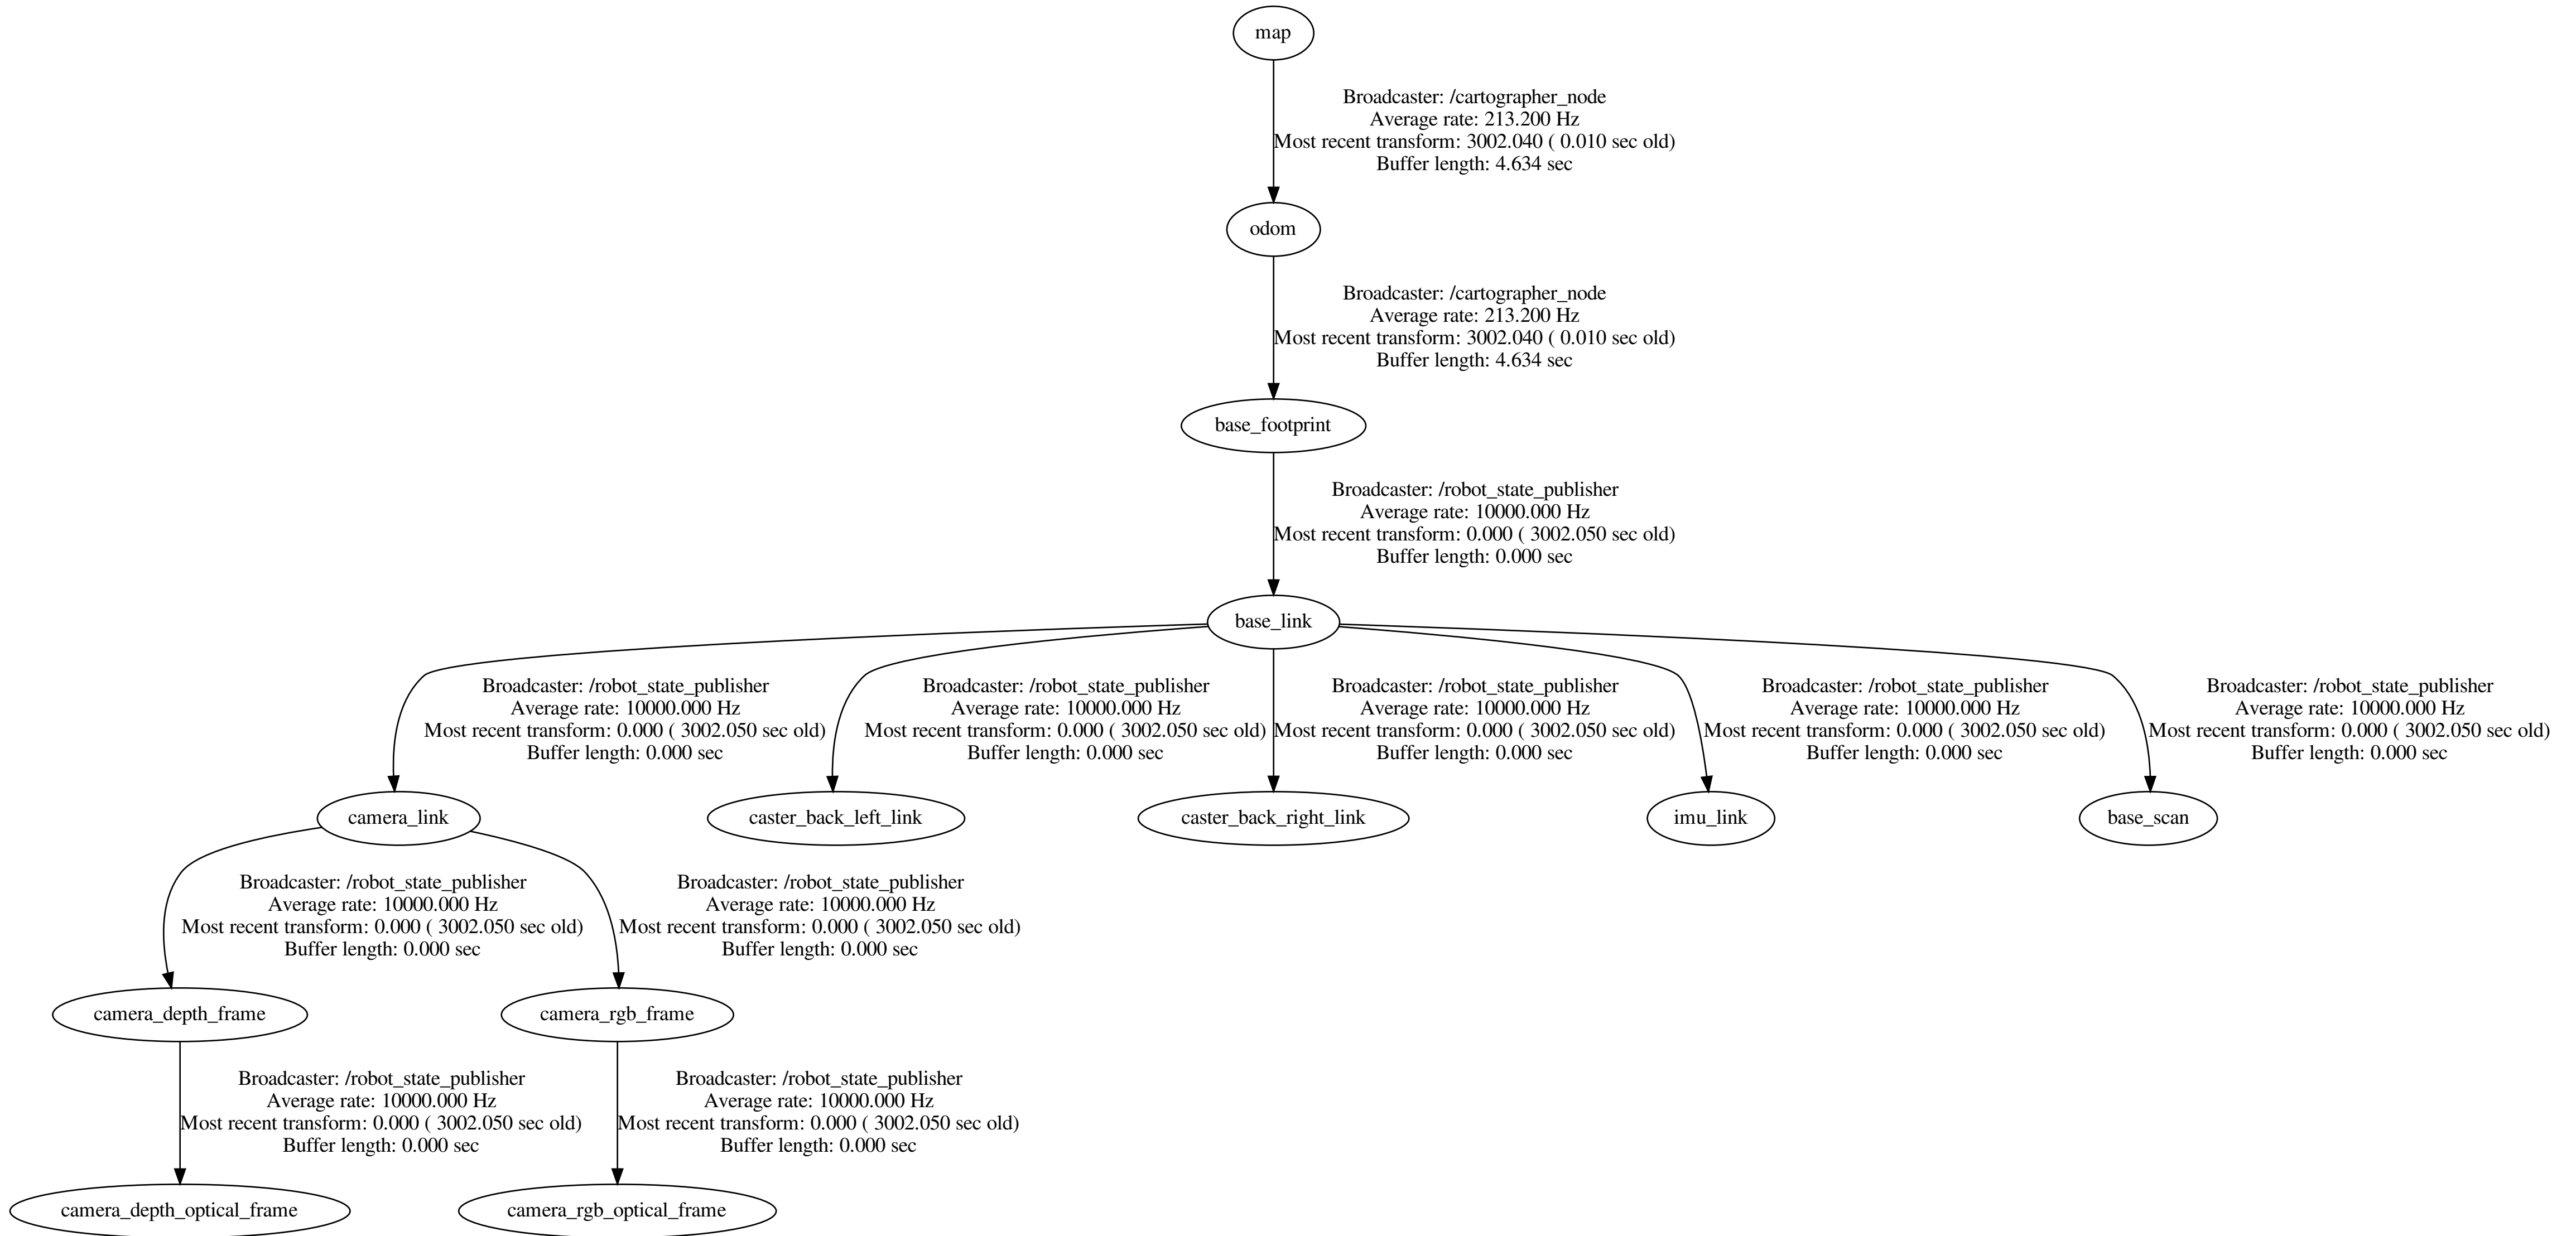 map
Broadcaster: /cartographer_node
Average rate: 213.200 Hz
Most recent transform: 3002.040 ( 0.010 sec old)
Buffer length: 4.634 sec
odom
Broadcaster: /cartographer_node
Average rate: 213.200 Hz
Most recent transform: 3002.040 ( 0.010 sec old)
Buffer length: 4.634 sec
base_footprint
Broadcaster: /robot_state_publisher
Average rate: 10000.000 Hz
Most recent transform: 0.000 ( 3002.050 sec old)
Buffer length: 0.000 sec
base_link
Broadcaster: /robot_state_publisher
Average rate: 10000.000 Hz
Most recent transform: 0.000 ( 3002.050 sec old)
Buffer length: 0.000 sec
Broadcaster: /robot_state_publisher
Average rate: 10000.000 Hz
Most recent transform: 0.000 ( 3002.050 sec old)
Buffer length: 0.000 sec
Broadcaster: /robot_state_publisher
Average rate: 10000.000 Hz
Most recent transform: 0.000 ( 3002.050 sec old)
Buffer length: 0.000 sec
Broadcaster: /robot_state_publisher
Average rate: 10000.000 Hz
Most recent transform: 0.000 ( 3002.050 sec old)
Buffer length: 0.000 sec
Broadcaster: /robot_state_publisher
Average rate: 10000.000 Hz
Most recent transform: 0.000 ( 3002.050 sec old)
Buffer length: 0.000 sec
camera_link
caster_back_left_link
caster_back_right_link
imu_link
base_scan
Broadcaster: /robot_state_publisher
Average rate: 10000.000 Hz
Most recent transform: 0.000 ( 3002.050 sec old)
Buffer length: 0.000 sec
Broadcaster: /robot_state_publisher
Average rate: 10000.000 Hz
Most recent transform: 0.000 ( 3002.050 sec old)
Buffer length: 0.000 sec
camera_depth_frame
camera_rgb_frame
Broadcaster: /robot_state_publisher
Average rate: 10000.000 Hz
Most recent transform: 0.000 ( 3002.050 sec old)
Buffer length: 0.000 sec
Broadcaster: /robot_state_publisher
Average rate: 10000.000 Hz
Most recent transform: 0.000 ( 3002.050 sec old)
Buffer length: 0.000 sec
camera_depth_optical_frame
camera_rgb_optical_frame